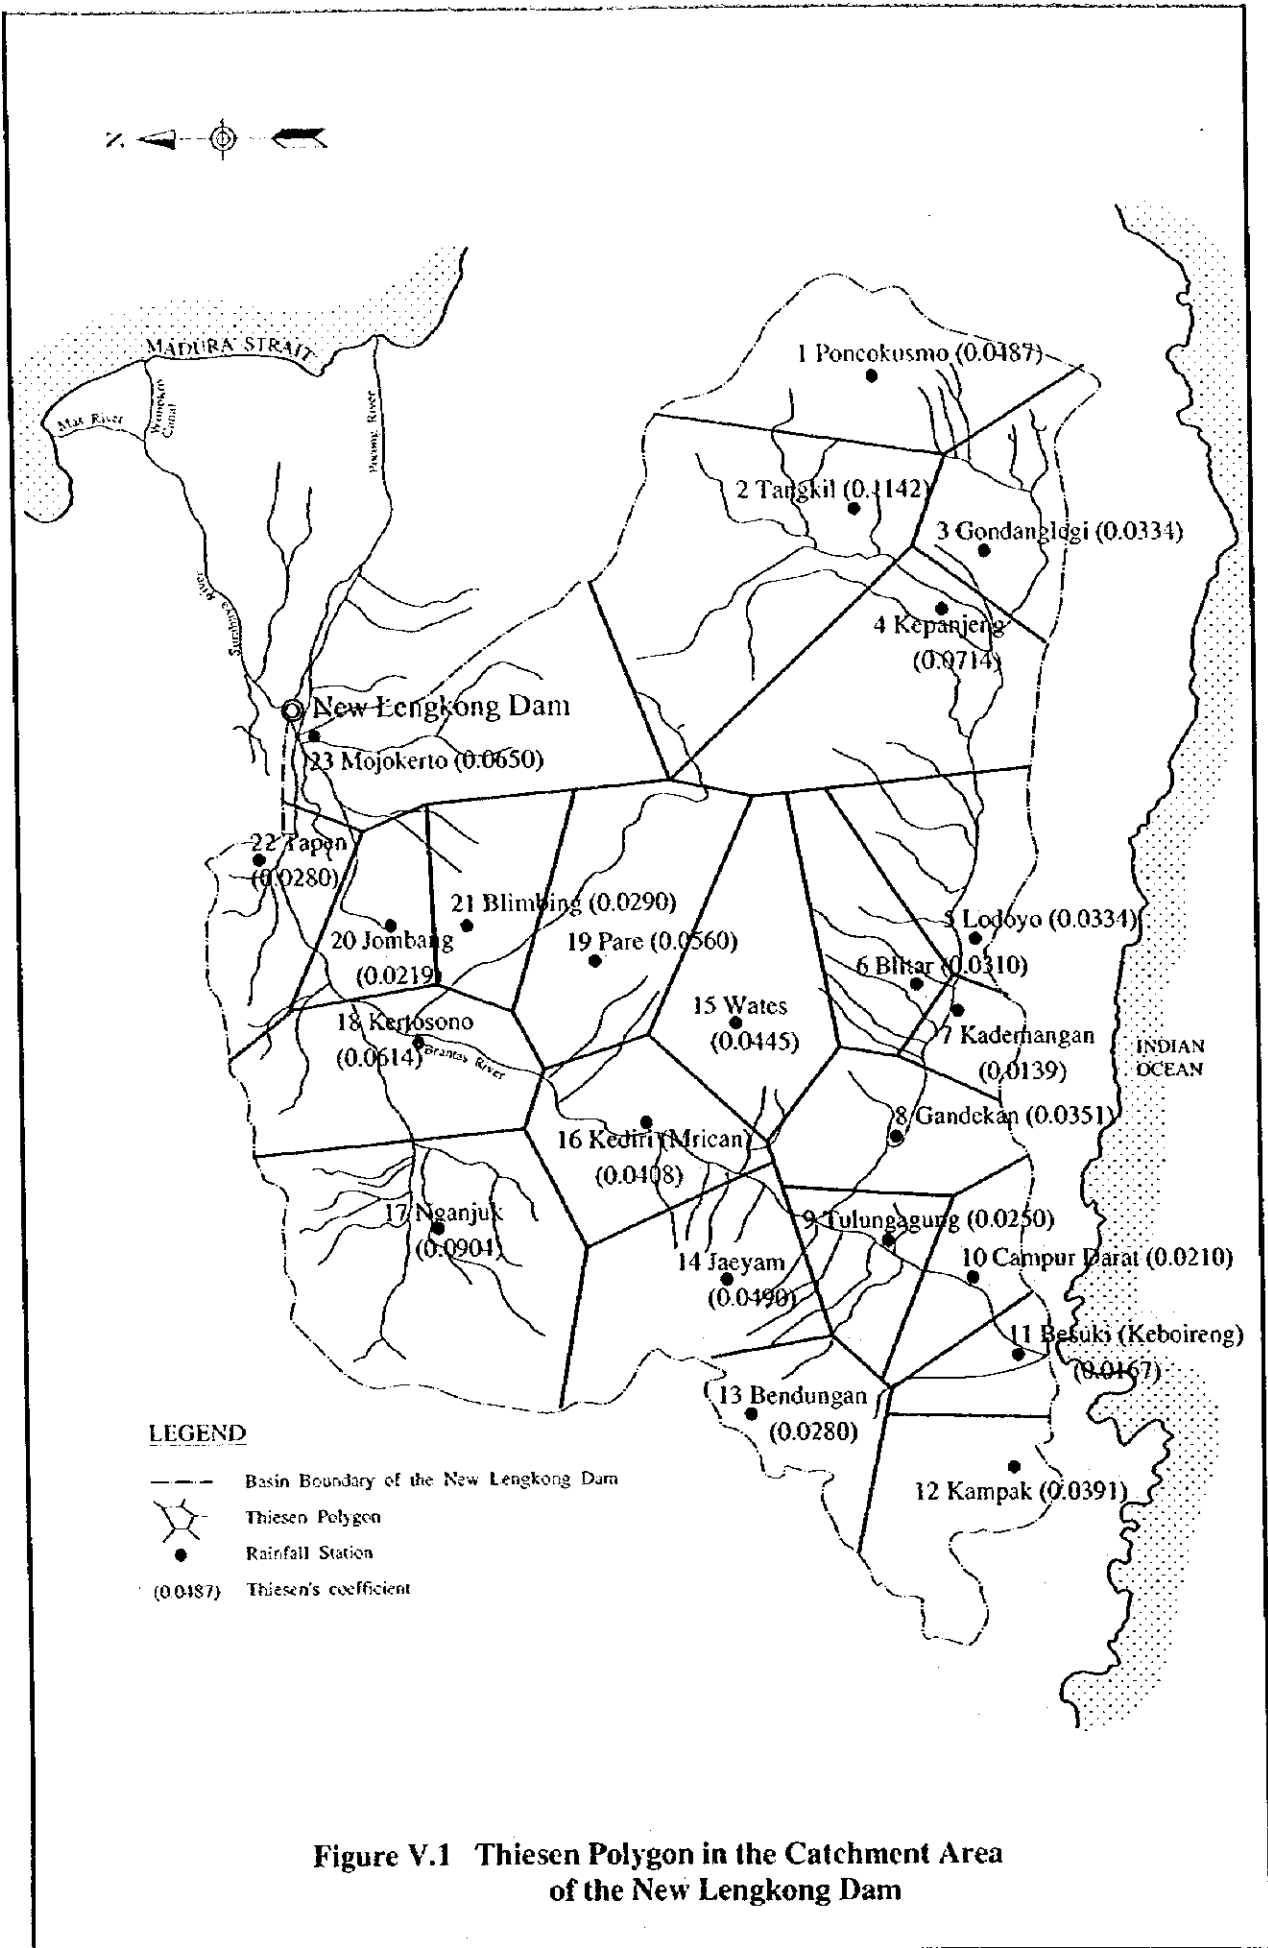 N
MADURA STRAIT
Mas River
Wonokro Canal
Porong River
Surabaya River
1 Poncokusmo (0.0487)
2 Tangkil (0.1142)
3 Gondanglegi (0.0334)
4 Kepanjeng
(0.0714)
New Lengkong Dam
23 Mojokerto (0.0650)
22 Tapen
(0.0280)
21 Blimbing (0.0290)
20 Jombang
(0.0219)
19 Pare (0.0560)
5 Lodoyo (0.0334)
6 Blitar (0.0310)
15 Wates
(0.0445)
18 Kertosono
(0.0614)
Brantas River
7 Kademangan
(0.0139)
INDIAN
OCEAN
8 Gandekan (0.0351)
16 Kediri (Mrican)
(0.0408)
17 Nganjuk
(0.0901)
9 Tulungagung (0.0250)
14 Jaeyam
(0.0490)
10 Campur Darat (0.0210)
11 Besuki (Keboireng)
(0.0167)
13 Bendungan
(0.0280)
12 Kampak (0.0391)
LEGEND
Basin Boundary of the New Lengkong Dam
Thiesen Polygon
Rainfall Station
(0.0487) Thiesen's coefficient
Figure V.1 Thiesen Polygon in the Catchment Area
of the New Lengkong Dam